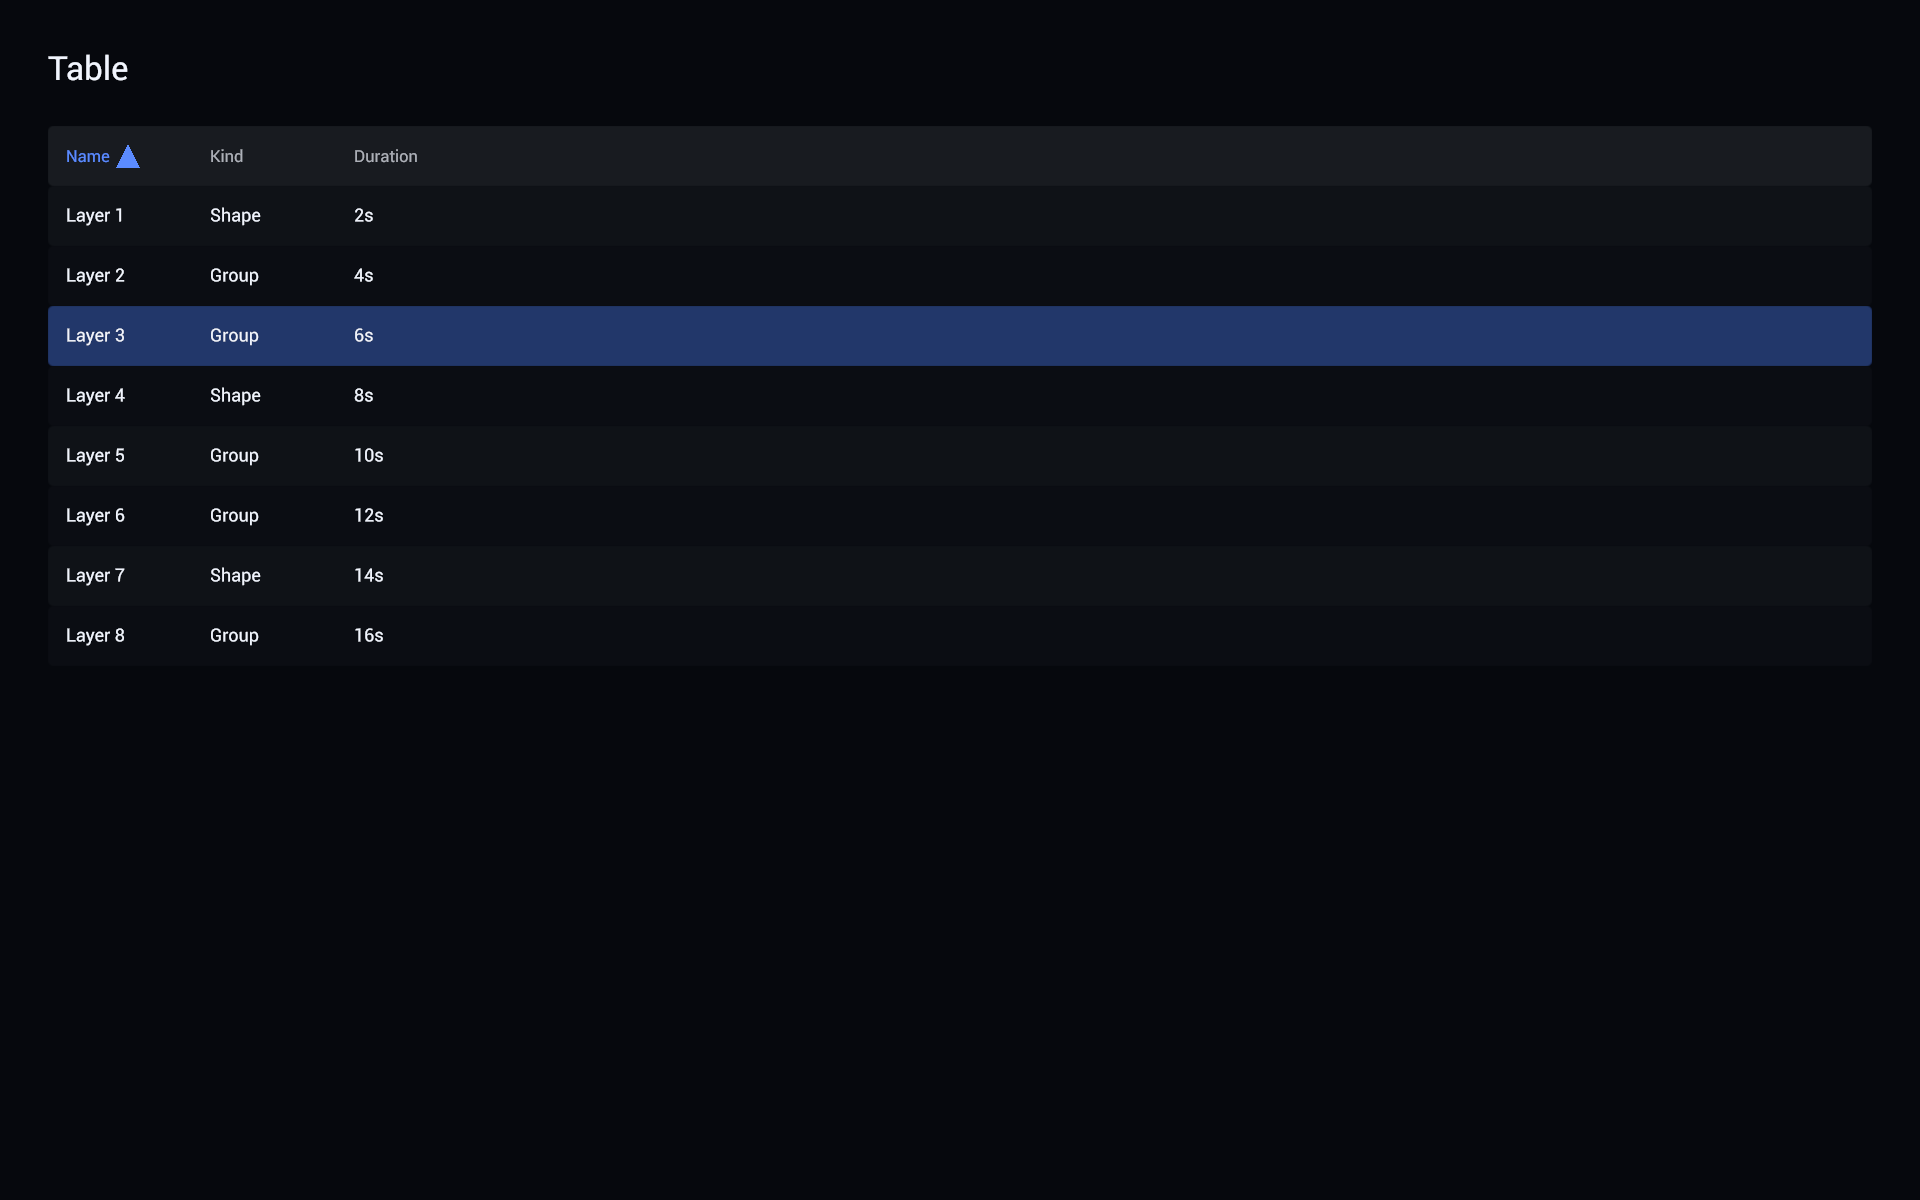 Table
Name Kind Duration
Layer 1 Shape 2s
Layer 2 Group 4s
Layer 3 Group 6s
Layer 4 Shape 8s
Layer 5 Group 10s
Layer 6 Group 12s
Layer 7 Shape 14s
Layer 8 Group 16s